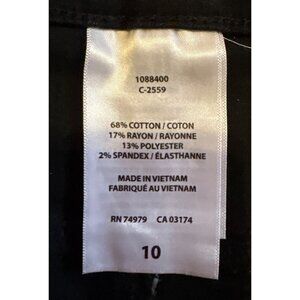 1088400
C-2559
68% COTTON / COTON
17% RAYON / RAYONNE
13% POLYESTER
2% SPANDEX / ÉLASTHANNE
MADE IN VIETNAM
FABRIQUÉ AU VIETNAM
RN 74979 CA 03174
10